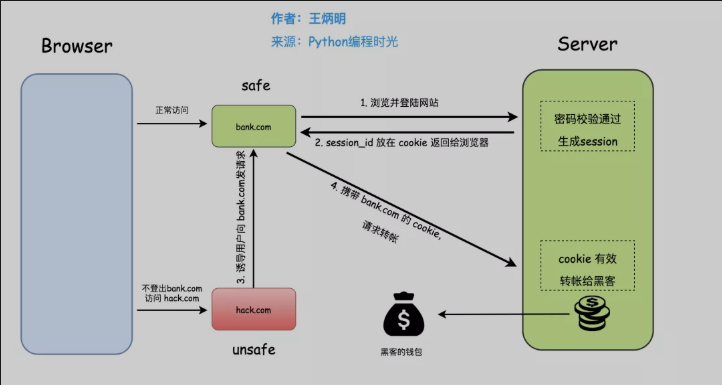 作者：王炳明
来源：Python编程时光
Browser
Server
safe
正常访问
bank.com
1. 浏览并登陆网站
2. session_id 放在 cookie 返回给浏览器
密码校验通过
生成session
3. 诱导用户向 bank.com发请求
4. 携带 bank.com 的 cookie,
请求转帐
cookie 有效
转帐给黑客
不登出bank.com
访问 hack.com
hack.com
unsafe
黑客的钱包